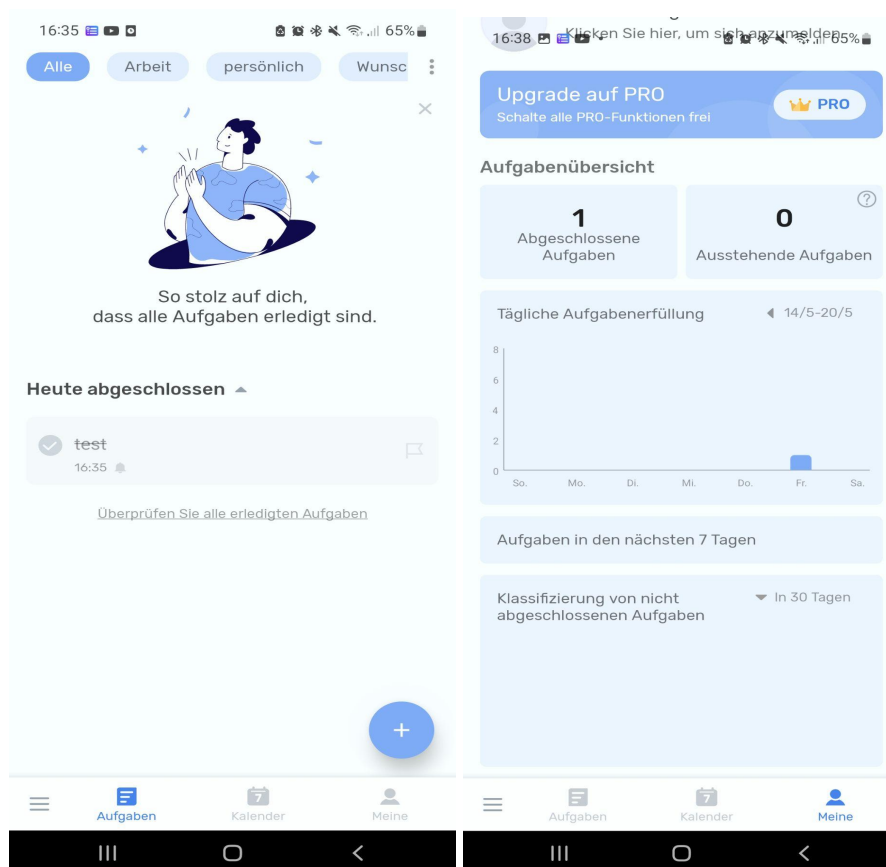 16:35
65%
Alle
Arbeit
persönlich
Wunsc
So stolz auf dich,
dass alle Aufgaben erledigt sind.
Heute abgeschlossen
test
16:35
Überprüfen Sie alle erledigten Aufgaben
+
Aufgaben
7
Kalender
Meine
16:38
Klicken Sie hier, um sich anzumelden
65%
Upgrade auf PRO
Schalte alle PRO-Funktionen frei
PRO
Aufgabenübersicht
1
Abgeschlossene
Aufgaben
0
?
Ausstehende Aufgaben
Tägliche Aufgabenerfüllung
14/5-20/5
8
6
4
2
0
So.
Mo.
Di.
Mi.
Do.
Fr.
Sa.
Aufgaben in den nächsten 7 Tagen
Klassifizierung von nicht
abgeschlossenen Aufgaben
In 30 Tagen
Aufgaben
7
Kalender
Meine